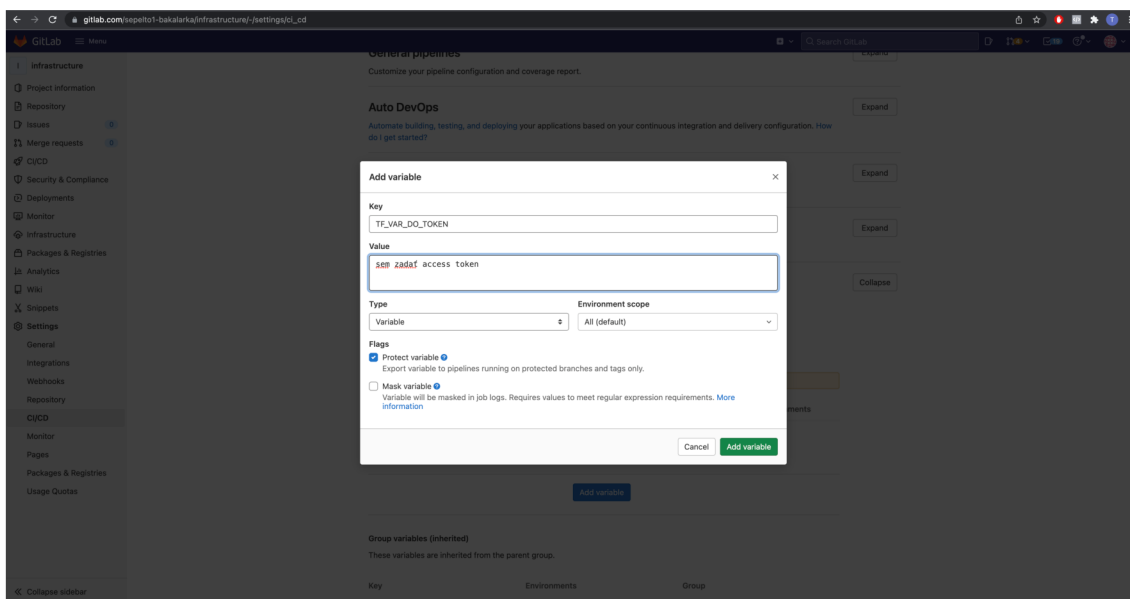 gitlab.com/sepelto1-bakalarka/infrastructure/-/settings/ci_cd
GitLab Menu
Search GitLab
I infrastructure
Project information
Repository
Issues 0
Merge requests 0
CI/CD
Security & Compliance
Deployments
Monitor
Infrastructure
Packages & Registries
Analytics
Wiki
Snippets
Settings
General
Integrations
Webhooks
Repository
CI/CD
Monitor
Pages
Packages & Registries
Usage Quotas
Collapse sidebar
General pipelines
Expand
Customize your pipeline configuration and coverage report.
Auto DevOps
Expand
Automate building, testing, and deploying your applications based on your continuous integration and delivery configuration. How
do I get started?
Expand
Expand
Collapse
Add variable
Key
TF_VAR_DO_TOKEN
Value
sem zadať access token
Type Environment scope
Variable All (default)
Flags
Protect variable
Export variable to pipelines running on protected branches and tags only.
Mask variable
Variable will be masked in job logs. Requires values to meet regular expression requirements. More
information
Cancel Add variable
Add variable
Group variables (inherited)
These variables are inherited from the parent group.
Key Environments Group